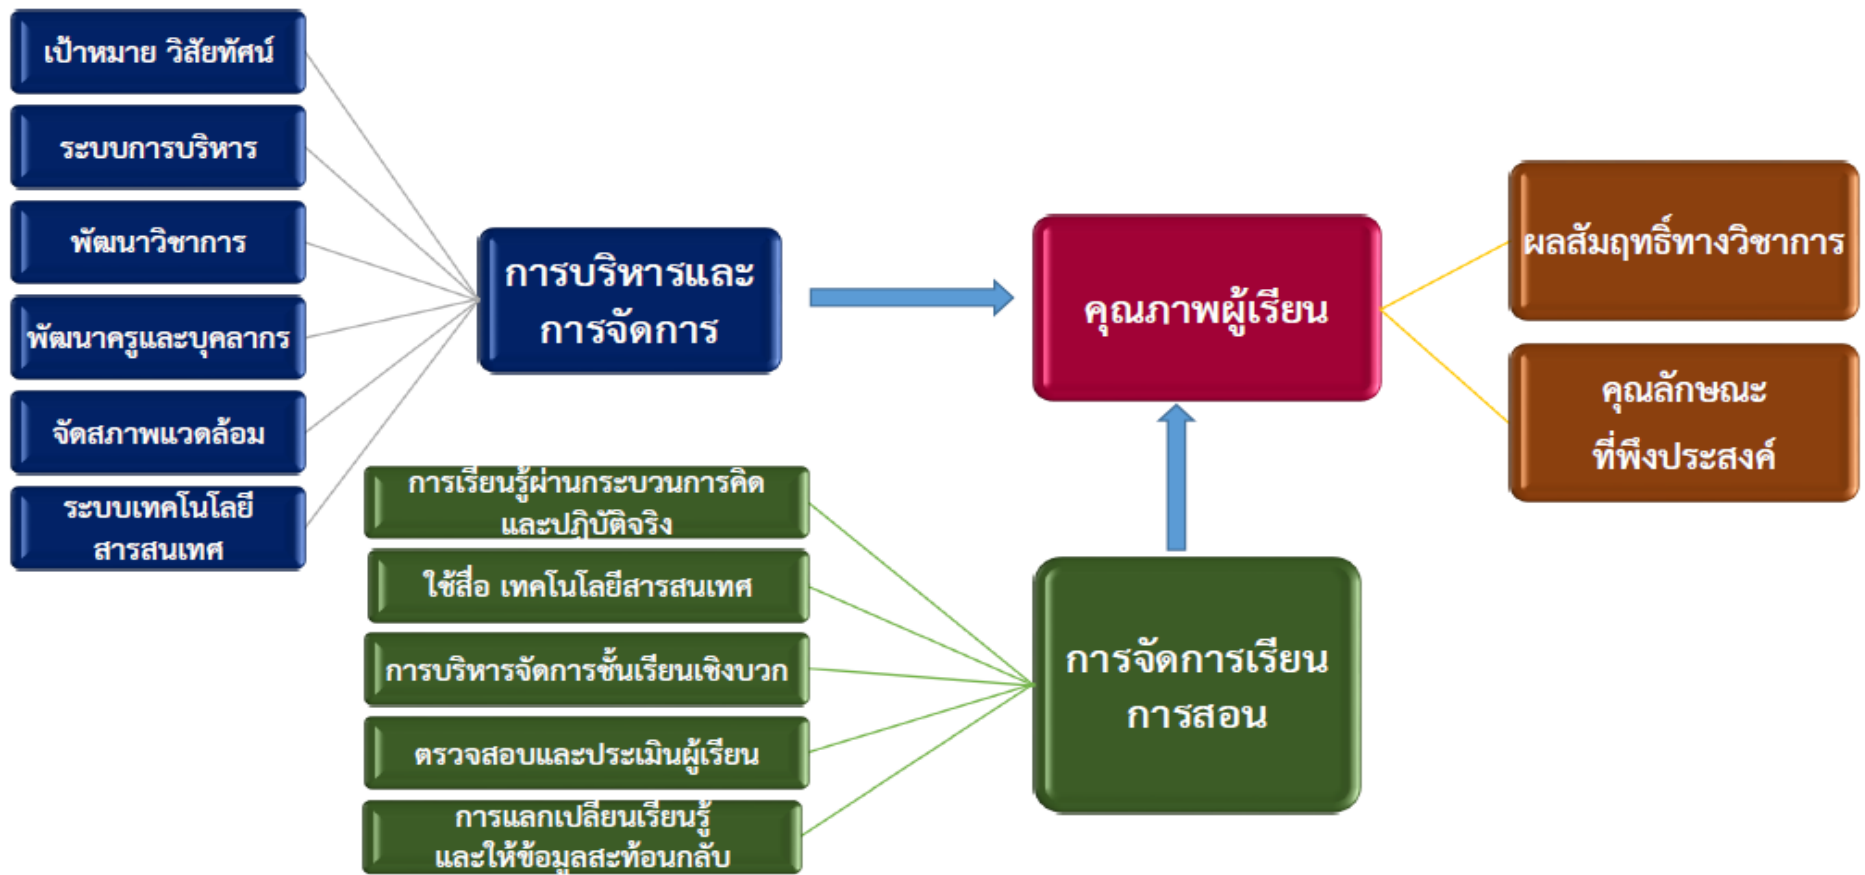 เป้าหมาย วิสัยทัศน์
ระบบการบริหาร
พัฒนาวิชาการ
พัฒนาครูและบุคลากร
จัดสภาพแวดล้อม
ระบบเทคโนโลยี
สารสนเทศ
การบริหารและ
การจัดการ
การเรียนรู้ผ่านกระบวนการคิด
และปฏิบัติจริง
ใช้สื่อ เทคโนโลยีสารสนเทศ
การบริหารจัดการชั้นเรียนเชิงบวก
ตรวจสอบและประเมินผู้เรียน
การแลกเปลี่ยนเรียนรู้
และให้ข้อมูลสะท้อนกลับ
การจัดการเรียน
การสอน
คุณภาพผู้เรียน
ผลสัมฤทธิ์ทางวิชาการ
คุณลักษณะ
ที่พึงประสงค์